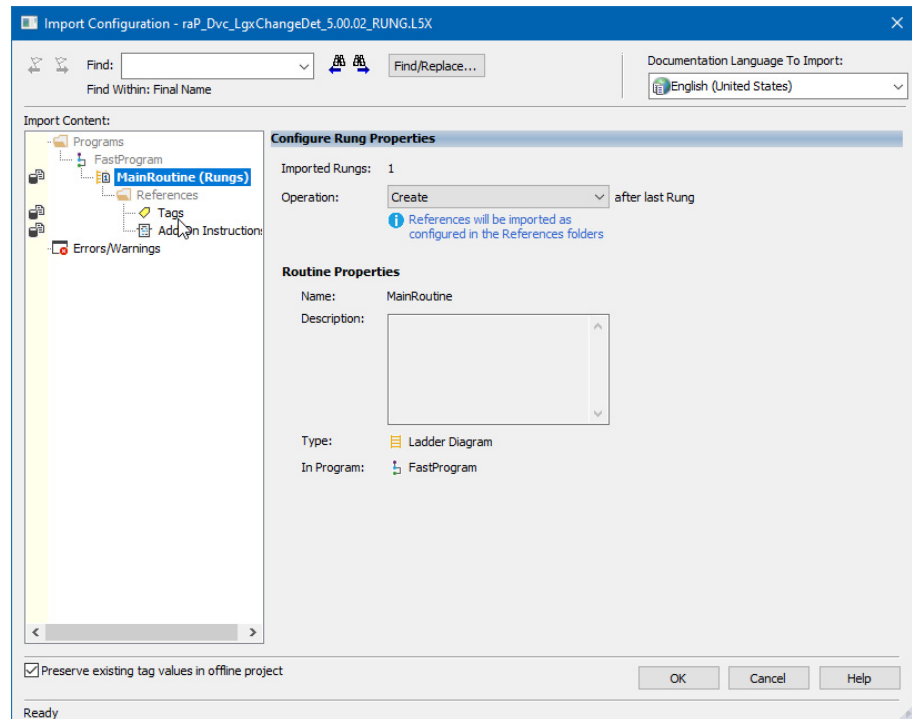 Import Configuration - raP_Dvc_LgxChangeDet_5.00.02_RUNG.L5X
Find:
Find/Replace...
Find Within: Final Name
Documentation Language To Import:
English (United States)
Import Content:
Programs
FastProgram
MainRoutine (Rungs)
References
Tags
Add-On Instructions
Errors/Warnings
Configure Rung Properties
Imported Rungs: 1
Operation: Create after last Rung
References will be imported as
configured in the References folders
Routine Properties
Name: MainRoutine
Description:
Type: Ladder Diagram
In Program: FastProgram
Preserve existing tag values in offline project
OK Cancel Help
Ready